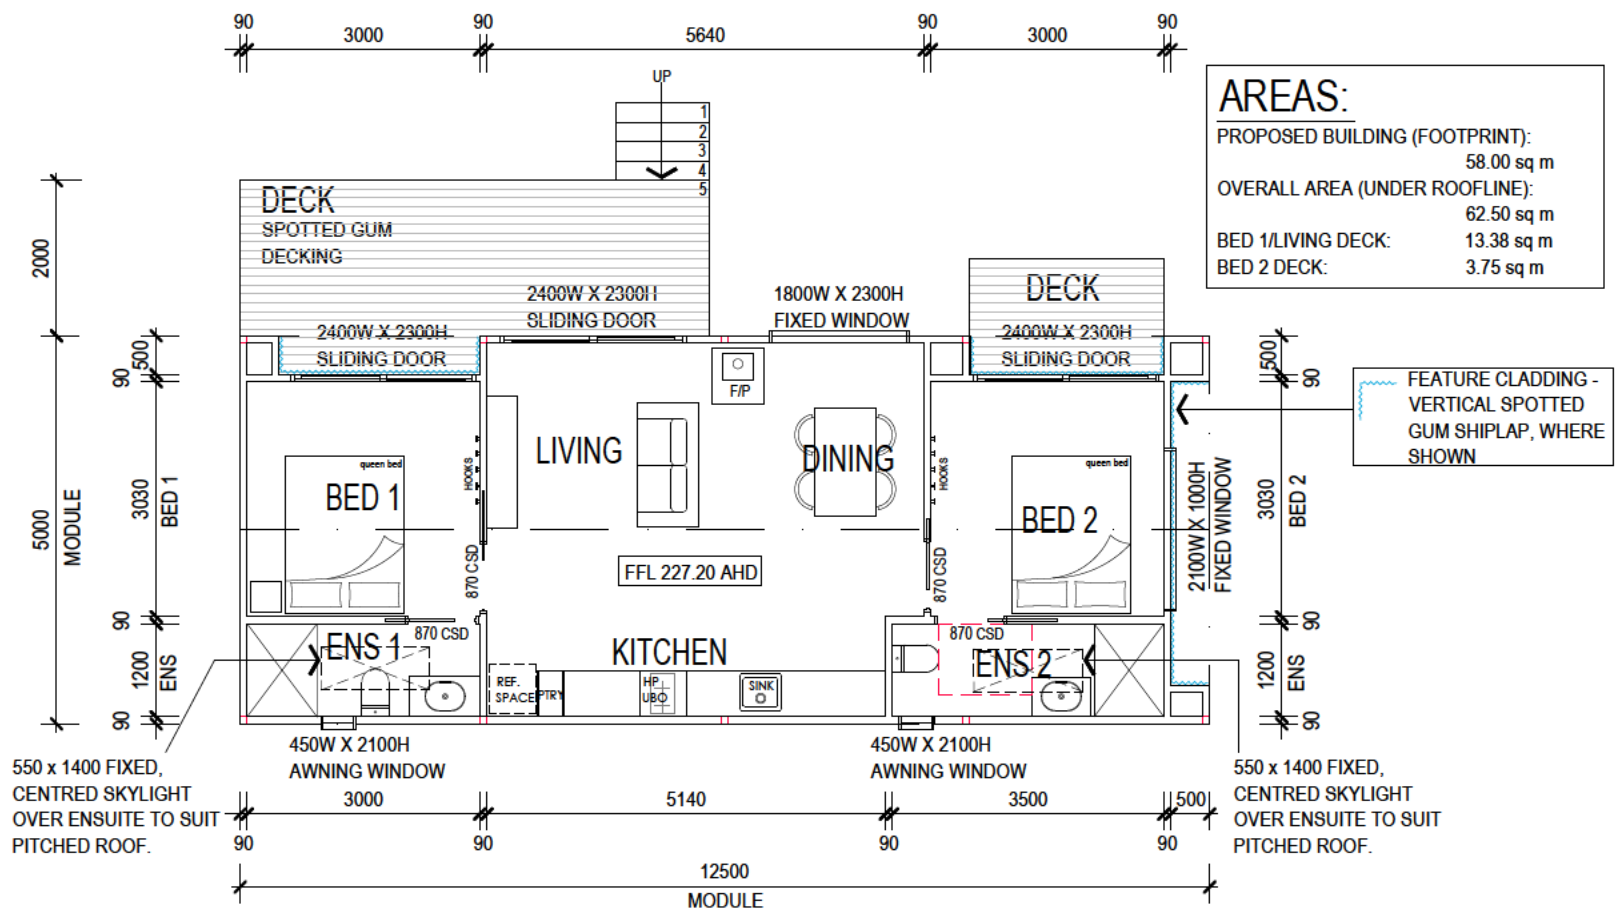 90
90
90
90
3000
5640
3000
UP
1
2
3
4
5
AREAS:
PROPOSED BUILDING (FOOTPRINT):
58.00 sq m
OVERALL AREA (UNDER ROOFLINE):
62.50 sq m
BED 1/LIVING DECK: 13.38 sq m
BED 2 DECK: 3.75 sq m
DECK
SPOTTED GUM
DECKING
2000
2400W X 2300H
SLIDING DOOR
1800W X 2300H
FIXED WINDOW
DECK
2400W X 2300H
SLIDING DOOR
2400W X 2300H
SLIDING DOOR
500
90
3030
BED 1
5000
MODULE
90
1200
ENS
90
500
90
3030
BED 2
90
1200
ENS
90
FEATURE CLADDING -
VERTICAL SPOTTED
GUM SHIPLAP, WHERE
SHOWN
2100W X 1000H
FIXED WINDOW
F/P
LIVING
DINING
queen bed
BED 1
HOOKS
HOOKS
queen bed
BED 2
870 CSD
FFL 227.20 AHD
870 CSD
870 CSD
ENS 1
KITCHEN
870 CSD
ENS 2
REF.
SPACE
PTRY
HP
UBO
SINK
450W X 2100H
AWNING WINDOW
450W X 2100H
AWNING WINDOW
550 x 1400 FIXED,
CENTRED SKYLIGHT
OVER ENSUITE TO SUIT
PITCHED ROOF.
550 x 1400 FIXED,
CENTRED SKYLIGHT
OVER ENSUITE TO SUIT
PITCHED ROOF.
3000
5140
3500
500
90
90
90
90
12500
MODULE